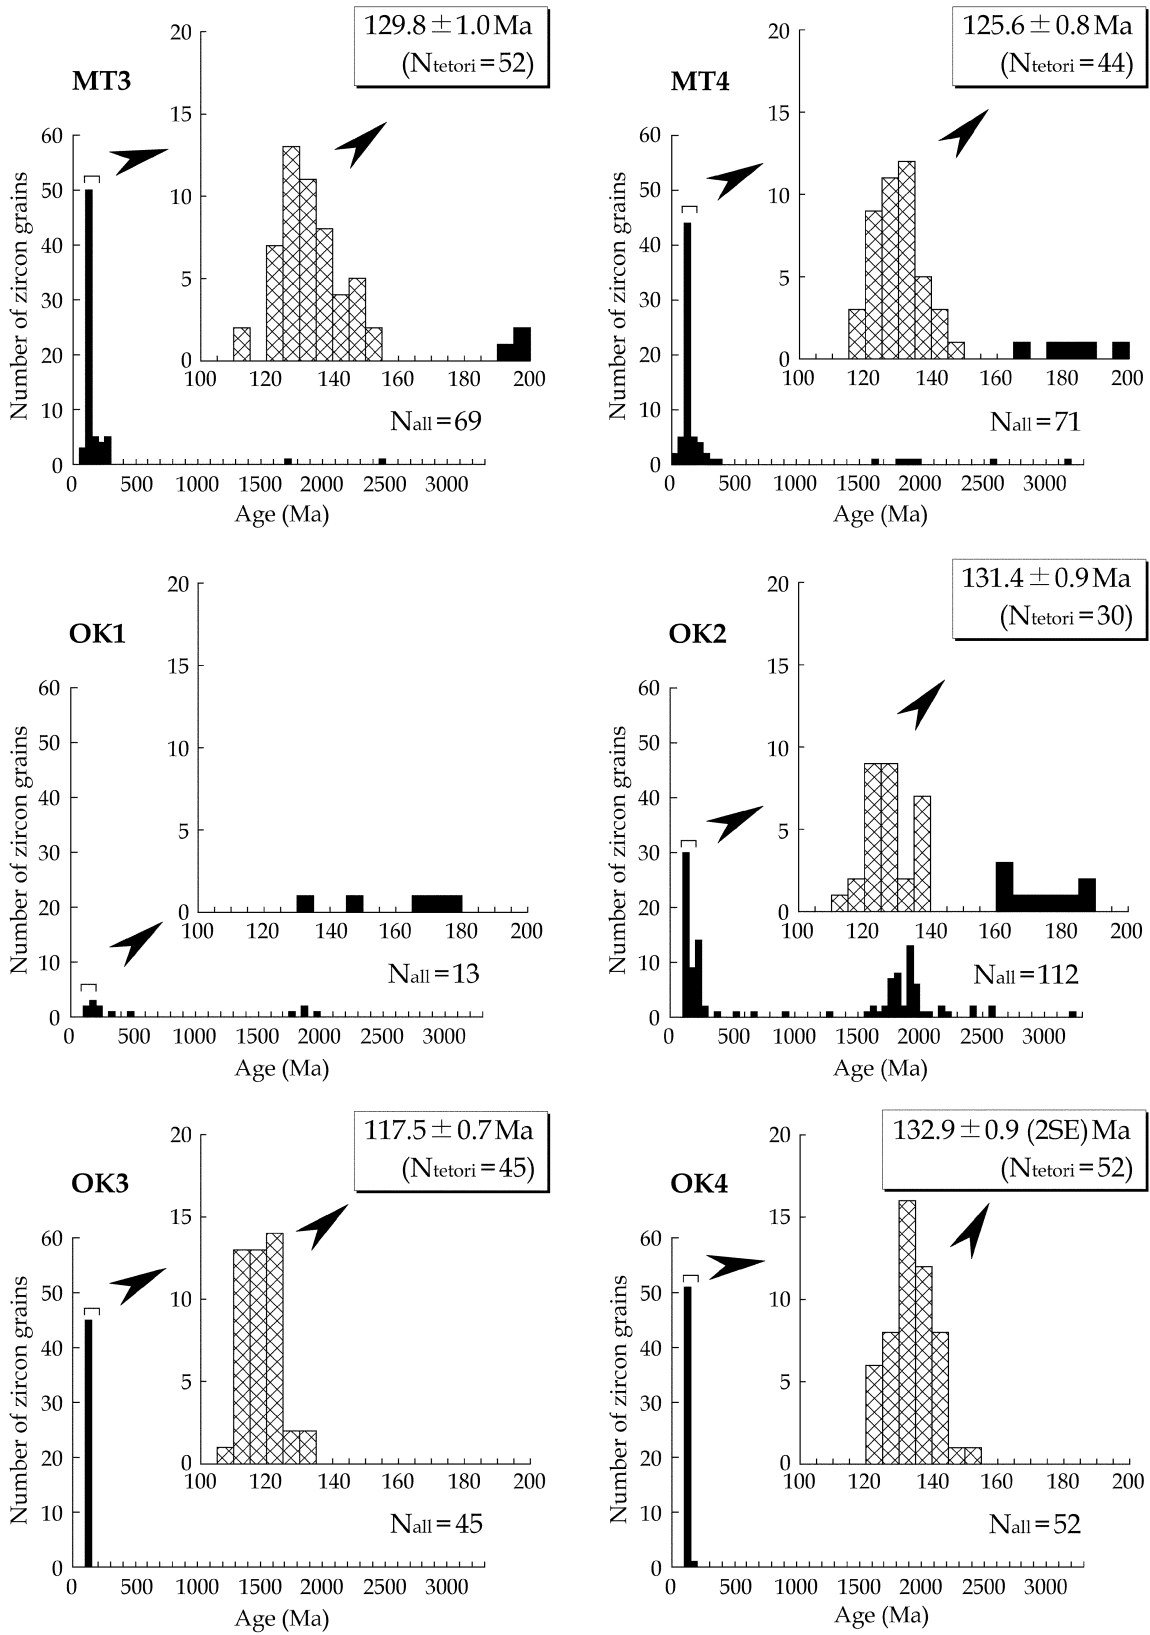 MT3
129.8 ± 1.0 Ma
(Ntetori = 52)
20
15
10
5
0
100 120 140 160 180 200
60
50
40
30
20
10
0
0 500 1000 1500 2000 2500 3000
Number of zircon grains
Age (Ma)
Nall = 69
MT4
125.6 ± 0.8 Ma
(Ntetori = 44)
20
15
10
5
0
100 120 140 160 180 200
60
50
40
30
20
10
0
0 500 1000 1500 2000 2500 3000
Number of zircon grains
Age (Ma)
Nall = 71
OK1
20
15
10
5
0
100 120 140 160 180 200
60
50
40
30
20
10
0
0 500 1000 1500 2000 2500 3000
Number of zircon grains
Age (Ma)
Nall = 13
OK2
131.4 ± 0.9 Ma
(Ntetori = 30)
20
15
10
5
0
100 120 140 160 180 200
60
50
40
30
20
10
0
0 500 1000 1500 2000 2500 3000
Number of zircon grains
Age (Ma)
Nall = 112
OK3
117.5 ± 0.7 Ma
(Ntetori = 45)
20
15
10
5
0
100 120 140 160 180 200
60
50
40
30
20
10
0
0 500 1000 1500 2000 2500 3000
Number of zircon grains
Age (Ma)
Nall = 45
OK4
132.9 ± 0.9 (2SE) Ma
(Ntetori = 52)
20
15
10
5
0
100 120 140 160 180 200
60
50
40
30
20
10
0
0 500 1000 1500 2000 2500 3000
Number of zircon grains
Age (Ma)
Nall = 52